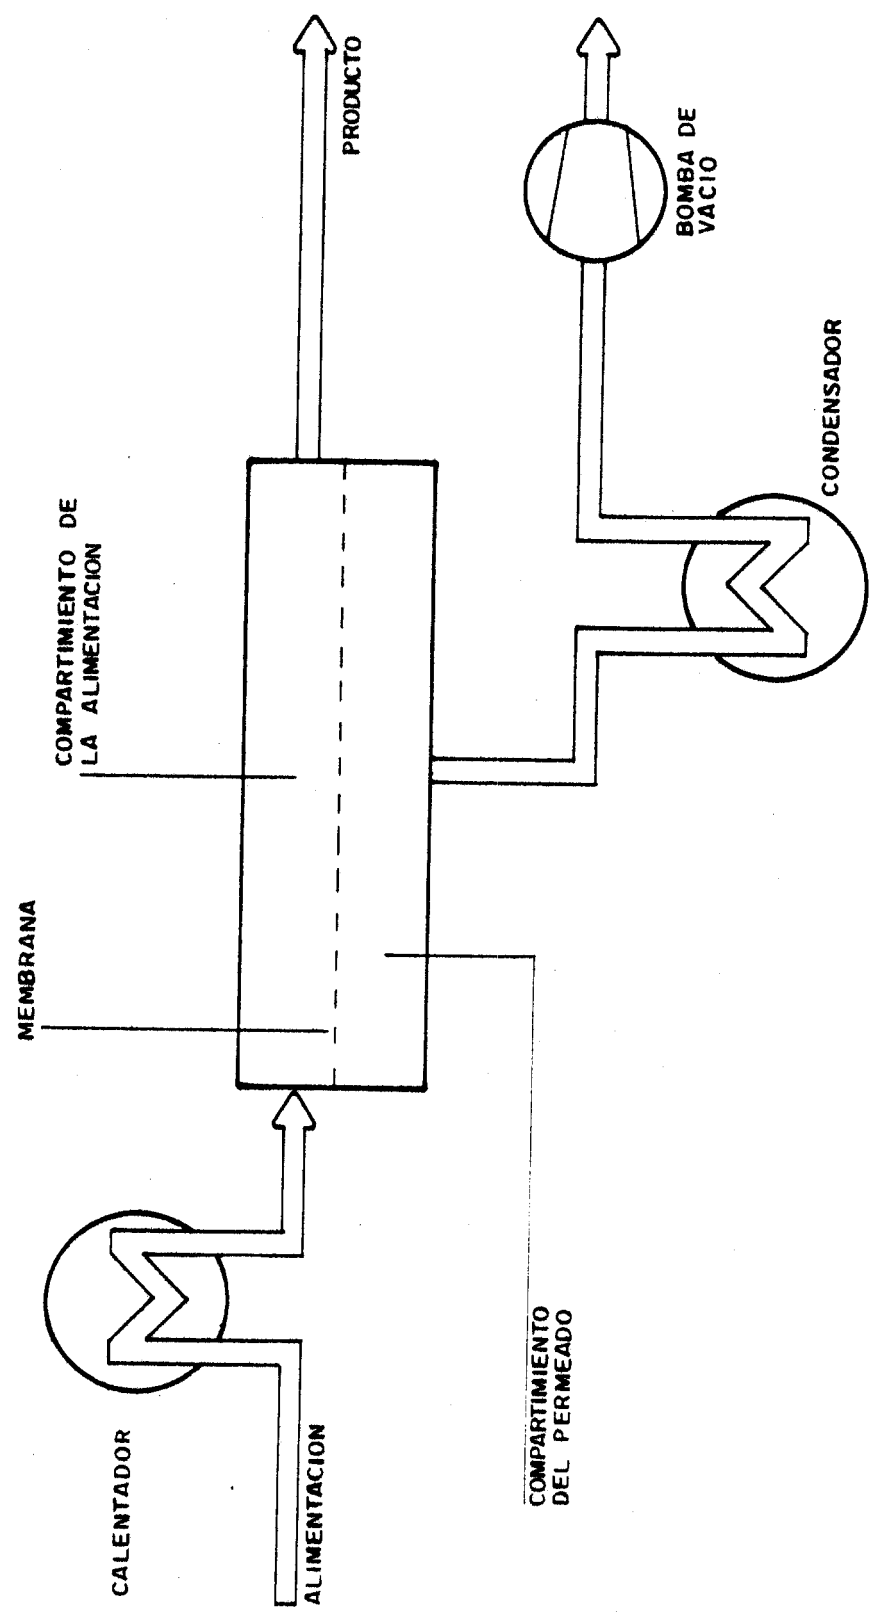 CALENTADOR
ALIMENTACION
MEMBRANA
COMPARTIMIENTO DE
LA ALIMENTACION
COMPARTIMIENTO
DEL PERMEADO
PRODUCTO
CONDENSADOR
BOMBA DE
VACIO